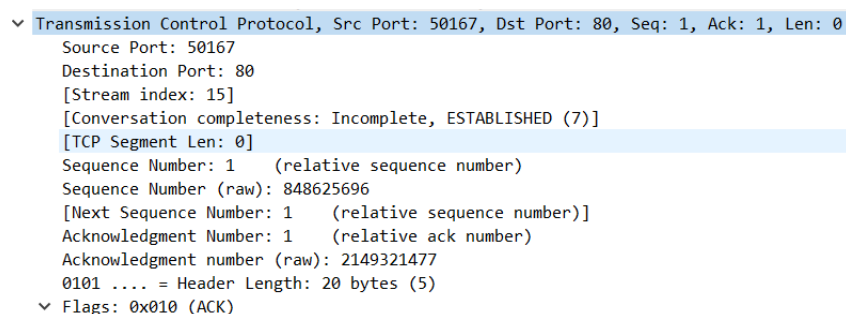 Transmission Control Protocol, Src Port: 50167, Dst Port: 80, Seq: 1, Ack: 1, Len: 0
Source Port: 50167
Destination Port: 80
[Stream index: 15]
[Conversation completeness: Incomplete, ESTABLISHED (7)]
[TCP Segment Len: 0]
Sequence Number: 1    (relative sequence number)
Sequence Number (raw): 848625696
[Next Sequence Number: 1    (relative sequence number)]
Acknowledgment Number: 1    (relative ack number)
Acknowledgment number (raw): 2149321477
0101 .... = Header Length: 20 bytes (5)
Flags: 0x010 (ACK)